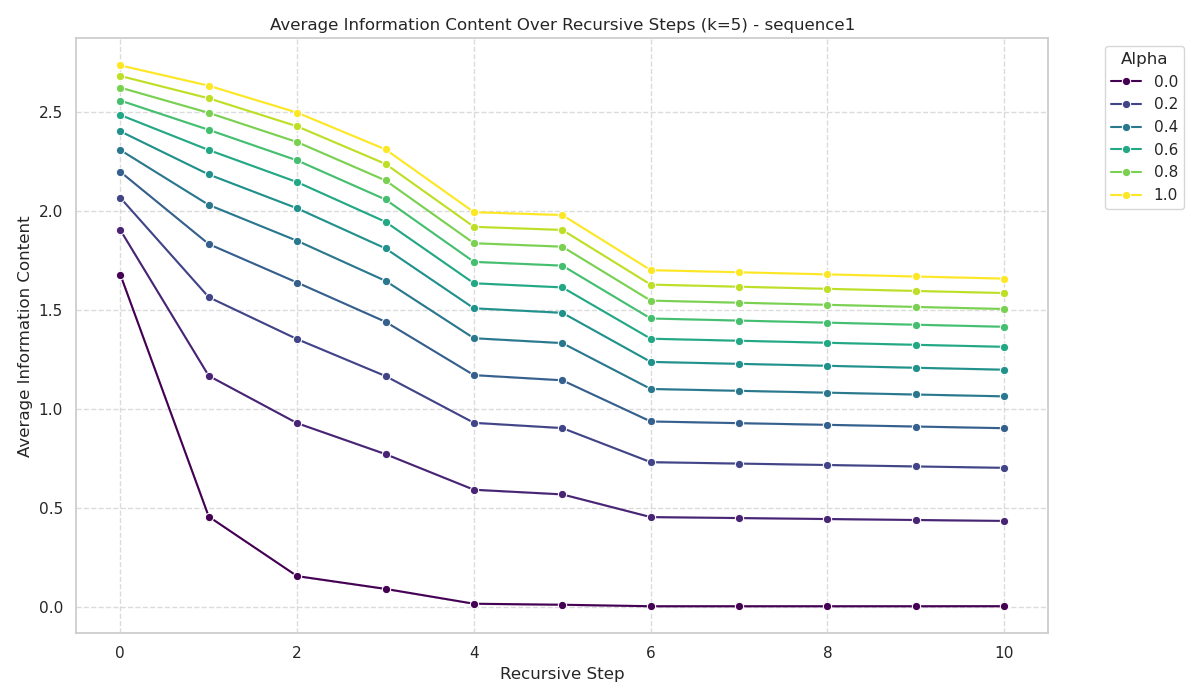 Average Information Content Over Recursive Steps (k=5) - sequence1
Alpha
0.0
0.2
0.4
0.6
0.8
1.0
Average Information Content
2.5
2.0
1.5
1.0
0.5
0.0
0 2 4 6 8 10
Recursive Step